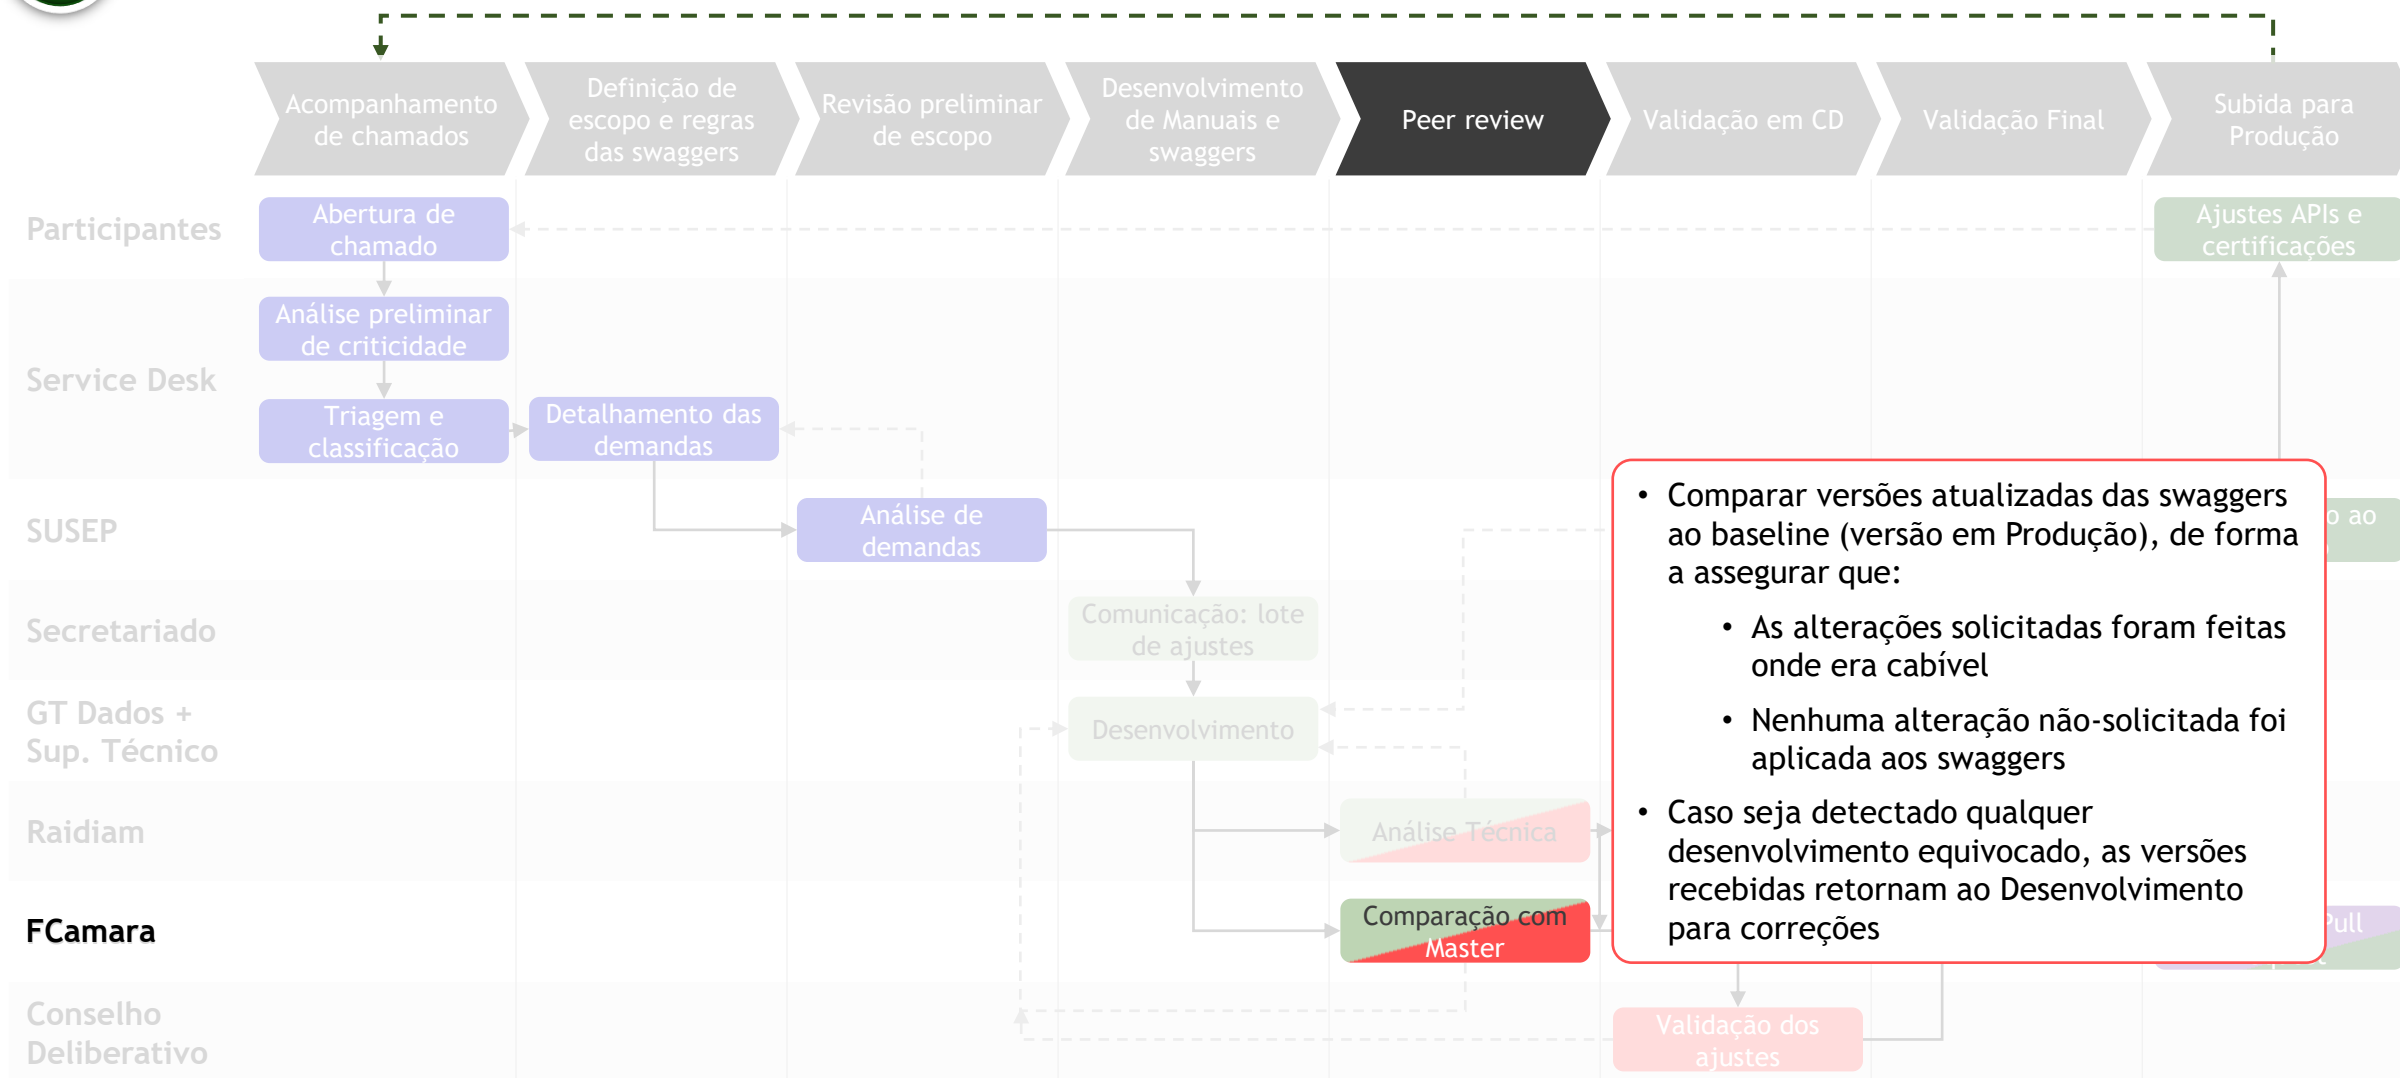 Acompanhamento
de chamados
Definição de
escopo e regras
das swaggers
Revisão preliminar
de escopo
Desenvolvimento
de Manuais e
swaggers
Peer review
Validação em CD
Validação Final
Subida para
Produção
Participantes
Abertura de
chamado
Ajustes APIs e
certificações
Service Desk
Análise preliminar
de criticidade
Triagem e
classificação
Detalhamento das
demandas
SUSEP
Análise de
demandas
o ao
Secretariado
Comunicação: lote
de ajustes
GT Dados +
Sup. Técnico
Desenvolvimento
Raidiam
Análise Técnica
FCamara
Comparação com
Master
Pull
Conselho
Deliberativo
Validação dos
ajustes
• Comparar versões atualizadas das swaggers
ao baseline (versão em Produção), de forma
a assegurar que:
• As alterações solicitadas foram feitas
onde era cabível
• Nenhuma alteração não-solicitada foi
aplicada aos swaggers
• Caso seja detectado qualquer
desenvolvimento equivocado, as versões
recebidas retornam ao Desenvolvimento
para correções